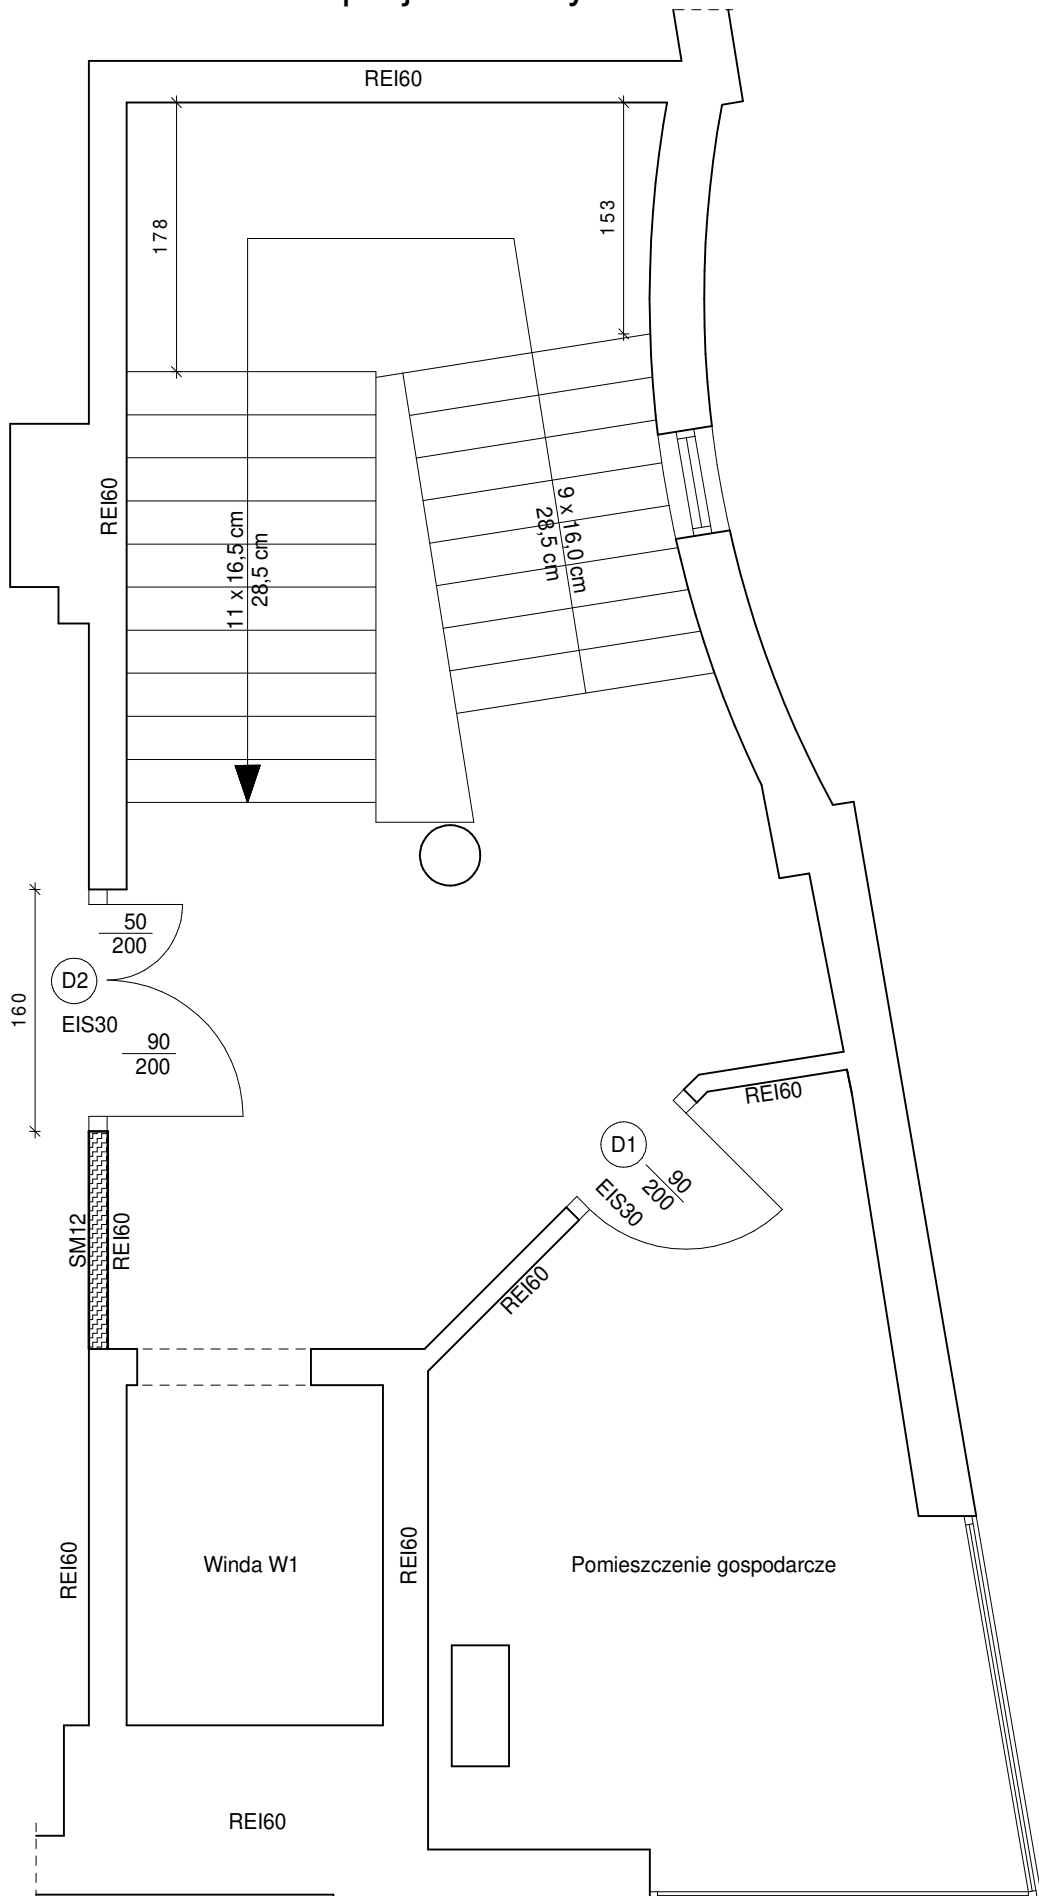 REI60
178
153
REI60
11 x 16,5 cm
28,5 cm
9 x 16,0 cm
28,5 cm
50
200
D2
EIS30
90
200
160
REI60
D1
90
200
EIS30
SM12
REI60
REI60
REI60
Winda W1
REI60
Pomieszczenie gospodarcze
REI60